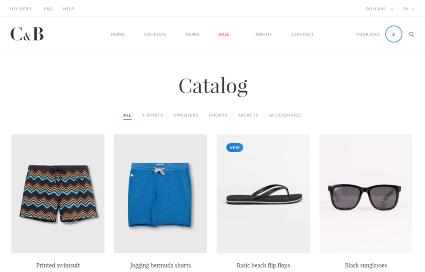 DELIVERY FAQ HELP DOLLARS EN
C&B HOME CATALOG NEWS SALE ABOUT CONTACT YOUR BAG 3
Catalog
ALL T-SHIRTS SWEATERS SHORTS JACKETS ACCESSORIES
NEW
Printed swimsuit Jogging bermuda shorts Basic beach flip flops Black sunglasses